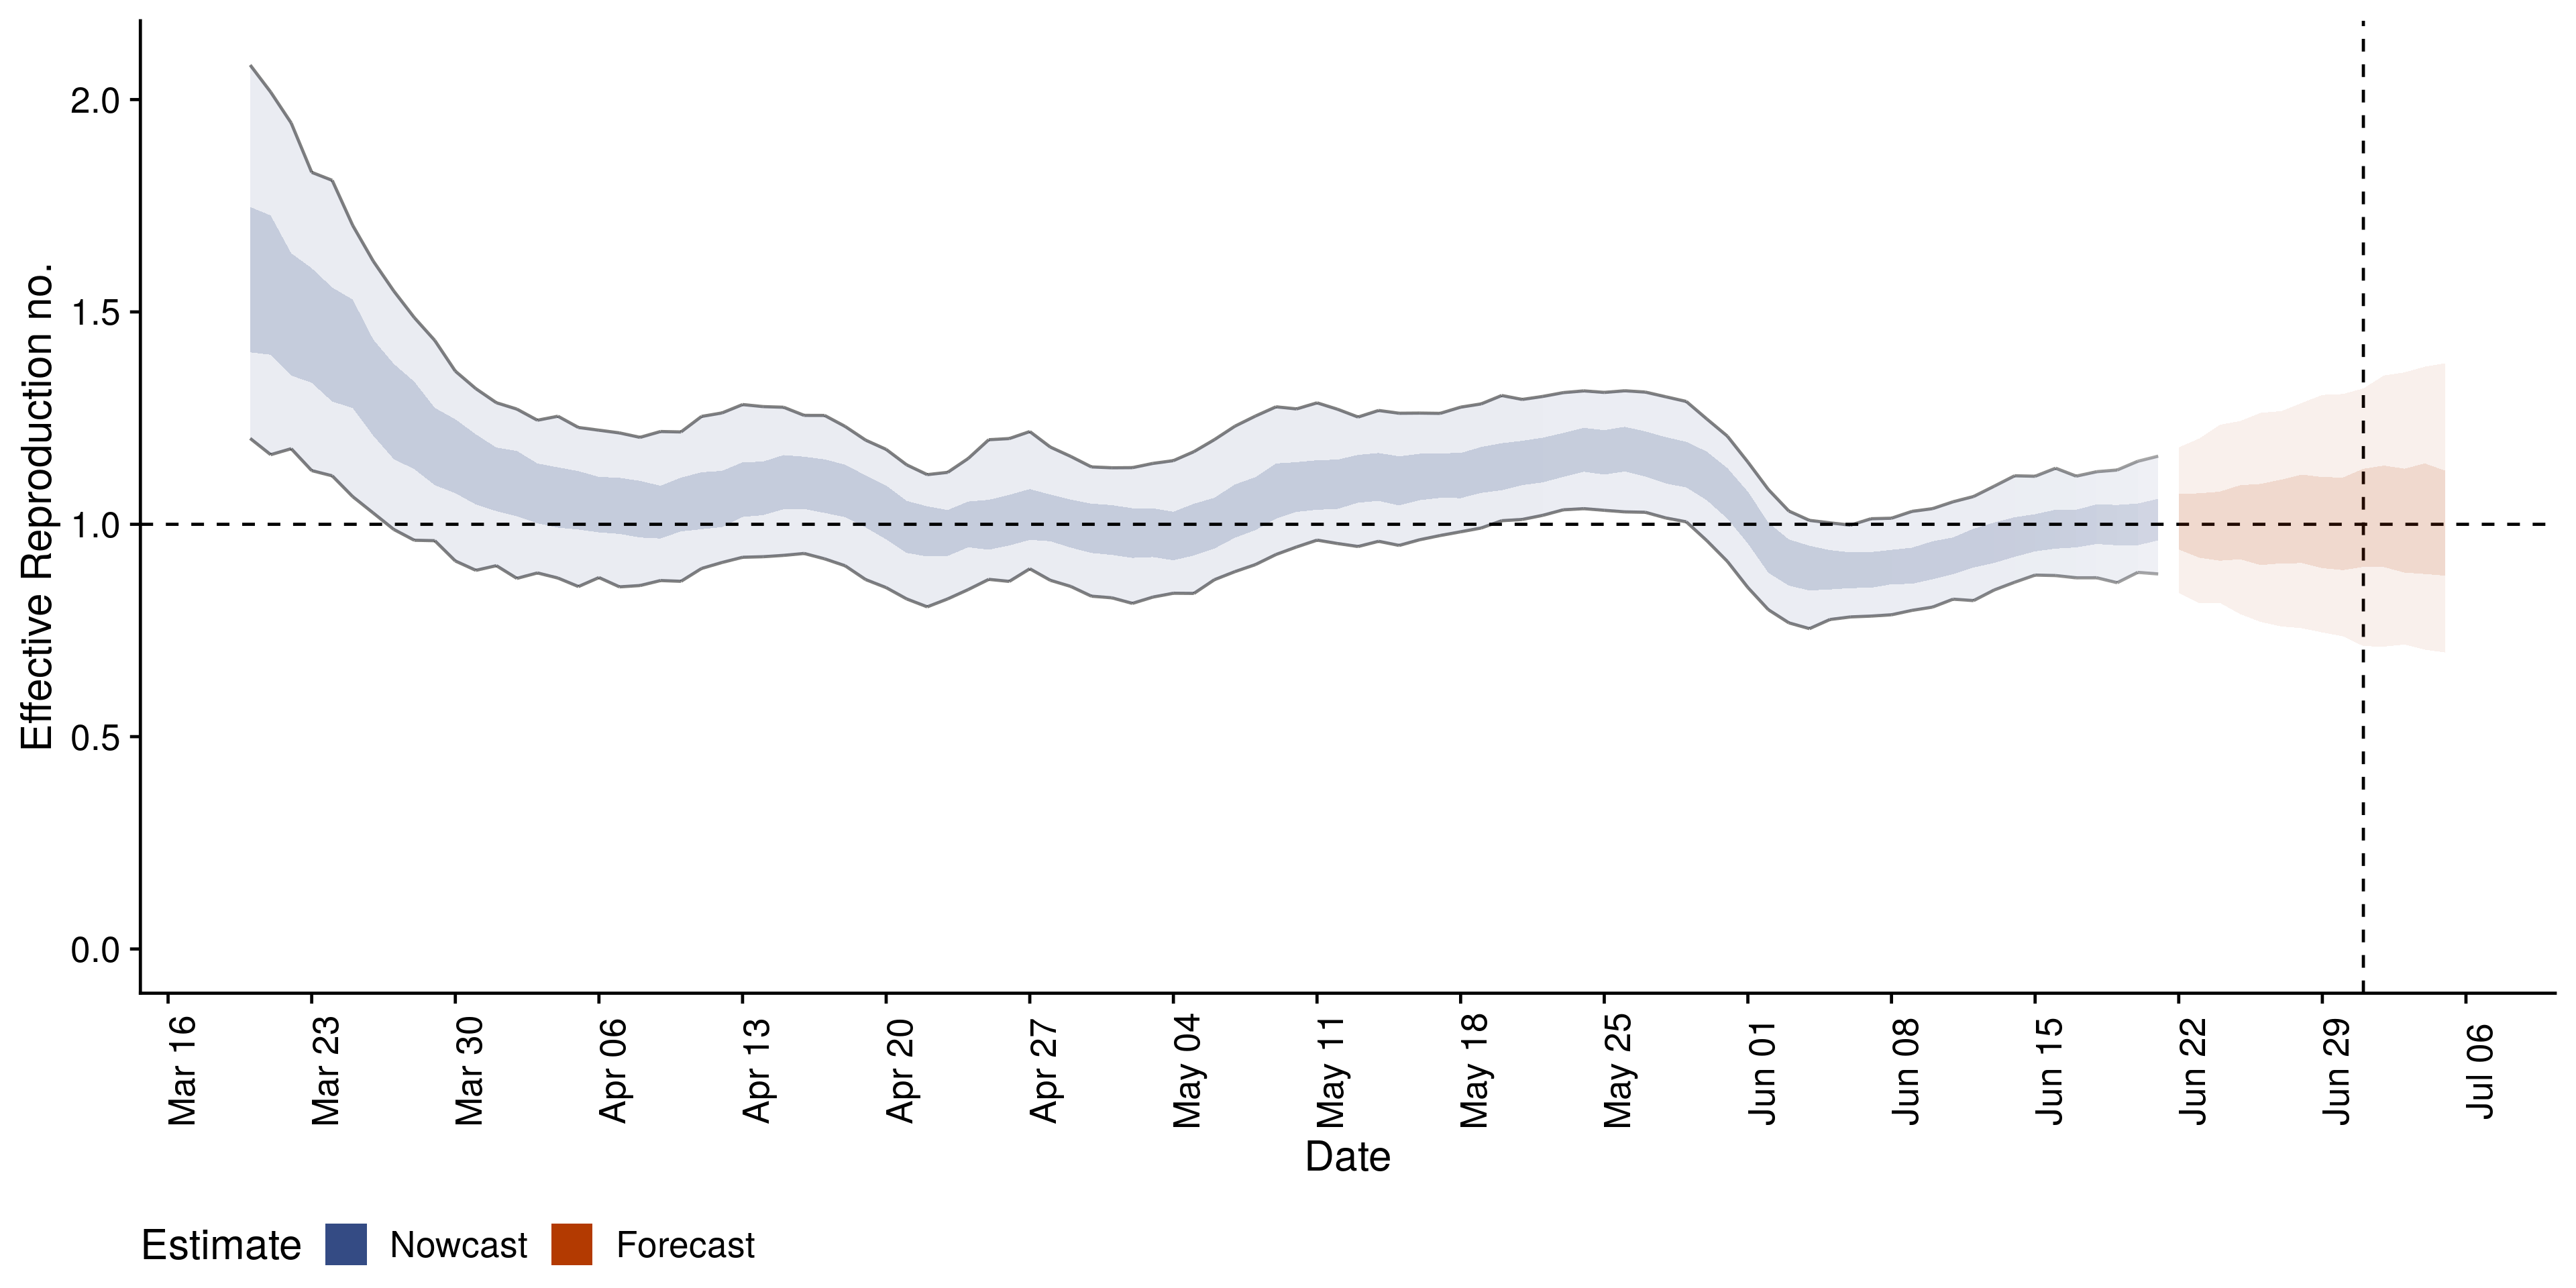 Effective Reproduction no.
2.0
1.5
1.0
0.5
0.0
Mar 16
Mar 23
Mar 30
Apr 06
Apr 13
Apr 20
Apr 27
May 04
May 11
May 18
May 25
Jun 01
Jun 08
Jun 15
Jun 22
Jun 29
Jul 06
Date
Estimate Nowcast Forecast